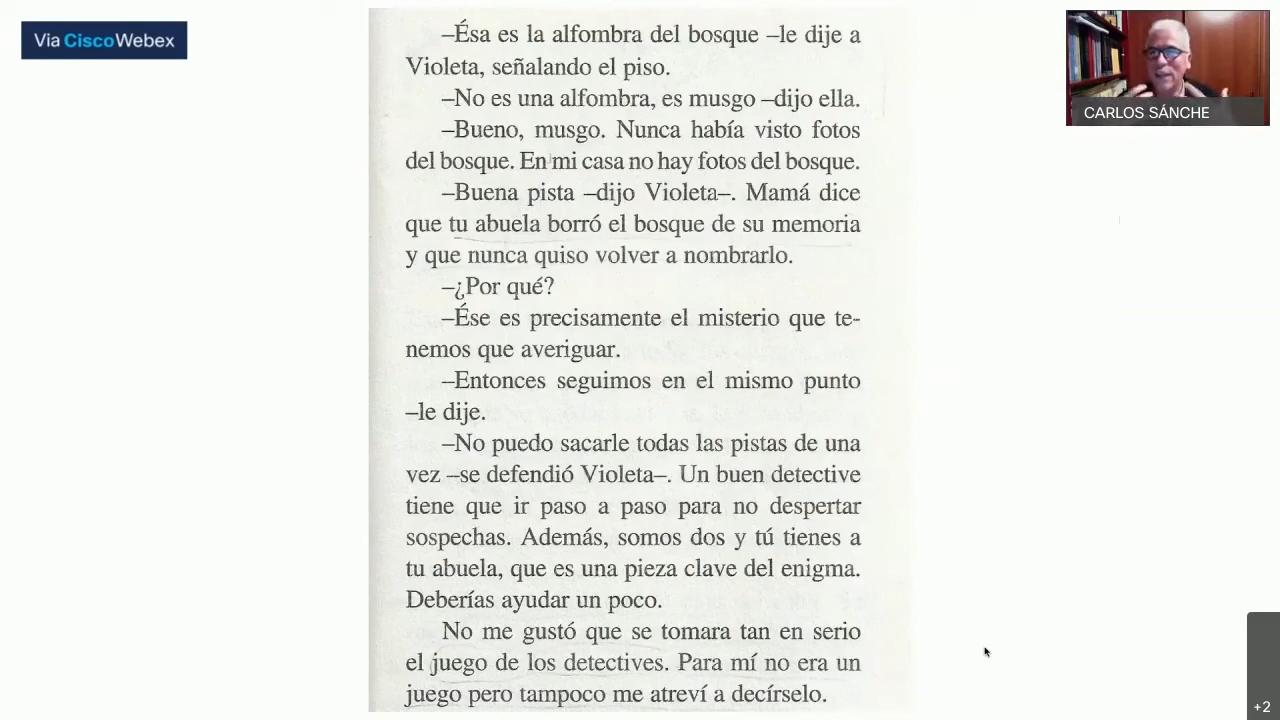 Via Cisco Webex
CARLOS SÁNCHE
–Ésa es la alfombra del bosque –le dije a
Violeta, señalando el piso.
–No es una alfombra, es musgo –dijo ella.
–Bueno, musgo. Nunca había visto fotos
del bosque. En mi casa no hay fotos del bosque.
–Buena pista –dijo Violeta–. Mamá dice
que tu abuela borró el bosque de su memoria
y que nunca quiso volver a nombrarlo.
–¿Por qué?
–Ése es precisamente el misterio que te-
nemos que averiguar.
–Entonces seguimos en el mismo punto
–le dije.
–No puedo sacarle todas las pistas de una
vez –se defendió Violeta–. Un buen detective
tiene que ir paso a paso para no despertar
sospechas. Además, somos dos y tú tienes a
tu abuela, que es una pieza clave del enigma.
Deberías ayudar un poco.
No me gustó que se tomara tan en serio
el juego de los detectives. Para mí no era un
juego pero tampoco me atreví a decírselo.
+2